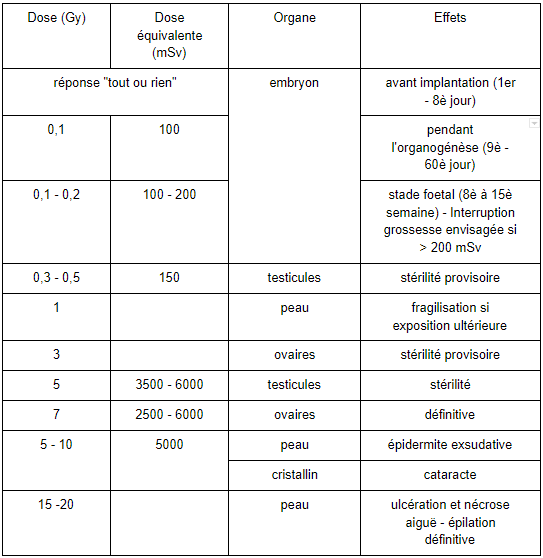 Dose (Gy) Dose équivalente (mSv) Organe Effets
réponse "tout ou rien" embryon avant implantation (1er - 8è jour)
0,1 100 pendant l'organogénèse (9è - 60è jour)
0,1 - 0,2 100 - 200 stade foetal (8è à 15è semaine) - Interruption grossesse envisagée si > 200 mSv
0,3 - 0,5 150 testicules stérilité provisoire
1 peau fragilisation si exposition ultérieure
3 ovaires stérilité provisoire
5 3500 - 6000 testicules stérilité
7 2500 - 6000 ovaires définitive
5 - 10 5000 peau épidermite exsudative
cristallin cataracte
15 -20 peau ulcération et nécrose aiguë - épilation définitive